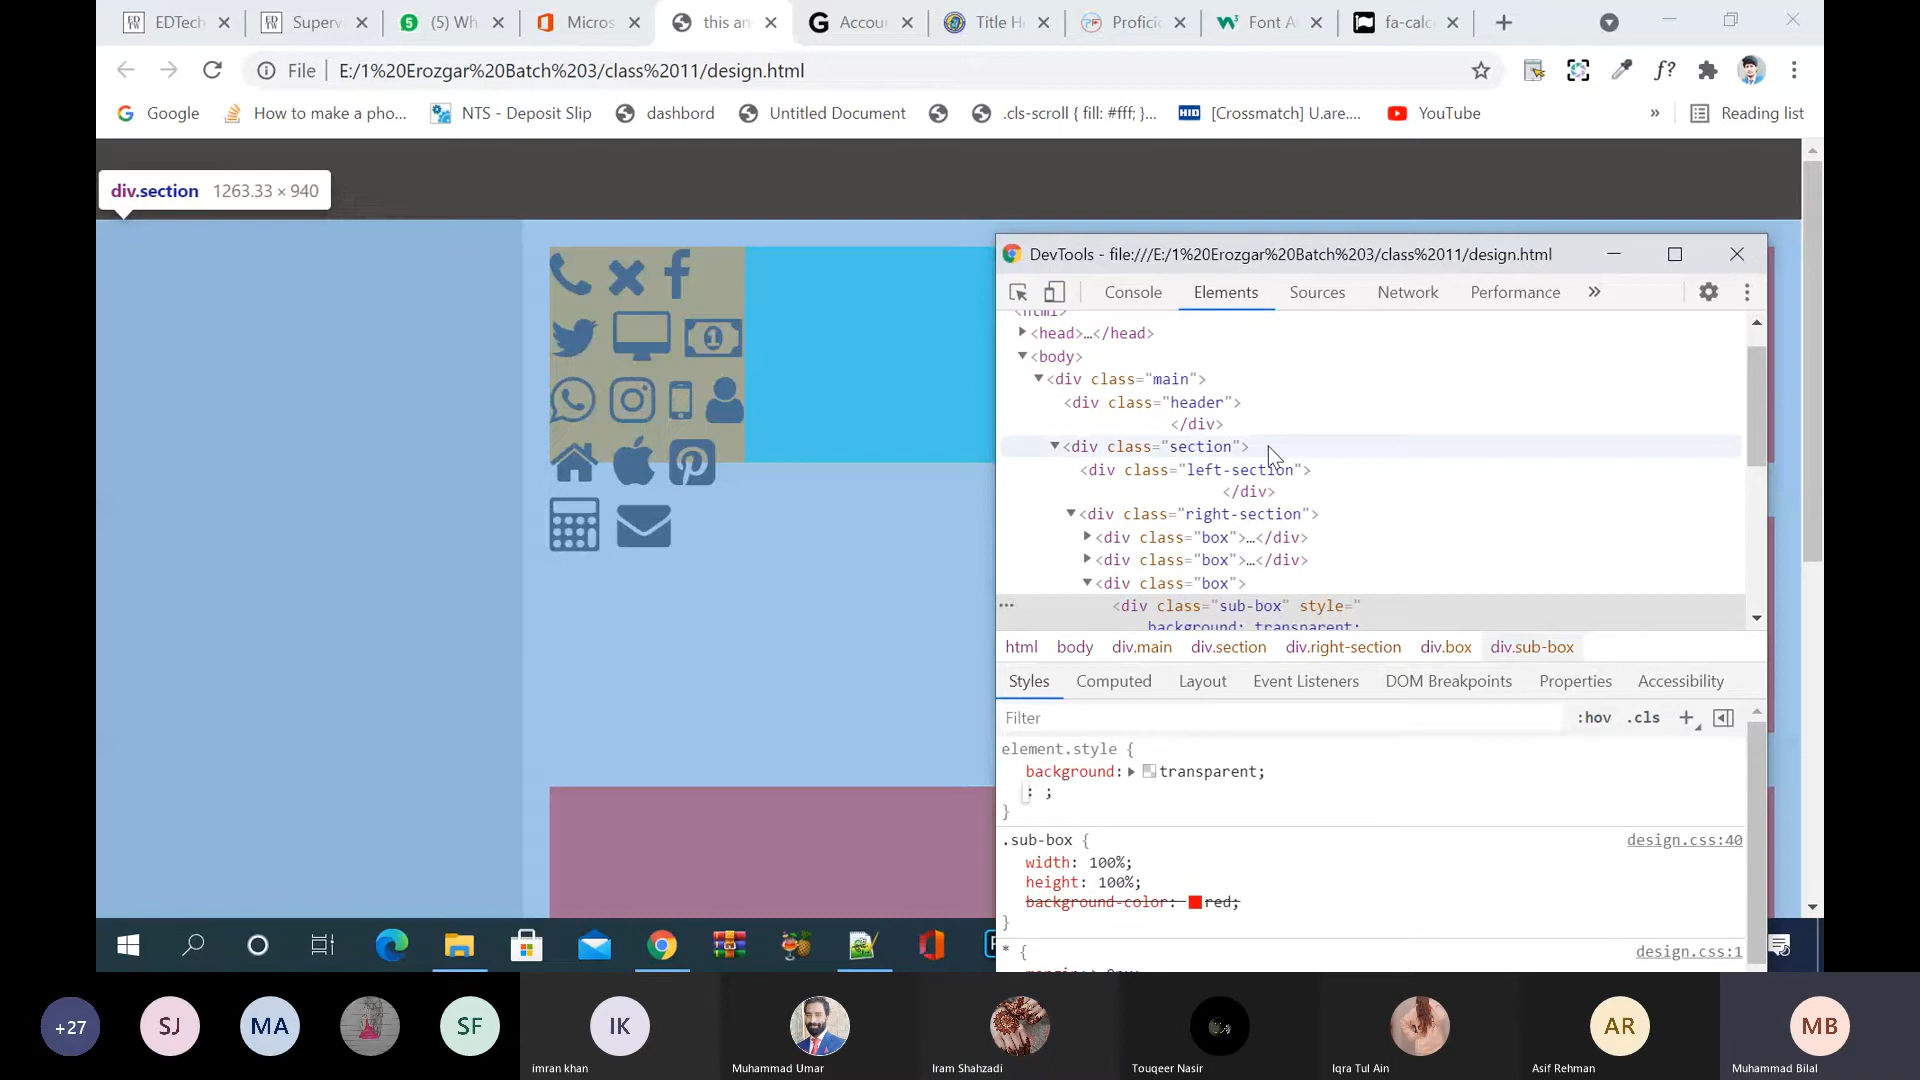 EDTech
Superv
(5) Wh
Micros
this an
Accou
Title H
Proficie
Font A
fa-calc
File
E:/1%20Erozgar%20Batch%203/class%2011/design.html
f?
Google
How to make a pho...
NTS - Deposit Slip
dashbord
Untitled Document
.cls-scroll { fill: #fff; }...
HID
[Crossmatch] U.are....
YouTube
»
Reading list
div.section 1263.33 × 940
DevTools - file:///E:/1%20Erozgar%20Batch%203/class%2011/design.html
Console
Elements
Sources
Network
Performance
»
<html>
<head>…</head>
<body>
<div class="main">
<div class="header">
</div>
<div class="section">
<div class="left-section">
</div>
<div class="right-section">
<div class="box">…</div>
<div class="box">…</div>
<div class="box">
<div class="sub-box" style="
background: transparent;
html
body
div.main
div.section
div.right-section
div.box
div.sub-box
Styles
Computed
Layout
Event Listeners
DOM Breakpoints
Properties
Accessibility
Filter
:hov
.cls
element.style {
background: transparent;
: ;
}
.sub-box {
design.css:40
width: 100%;
height: 100%;
background-color: red;
}
* {
design.css:1
+27
SJ
MA
SF
IK
AR
MB
imran khan
Muhammad Umar
Iram Shahzadi
Touqeer Nasir
Iqra Tul Ain
Asif Rehman
Muhammad Bilal